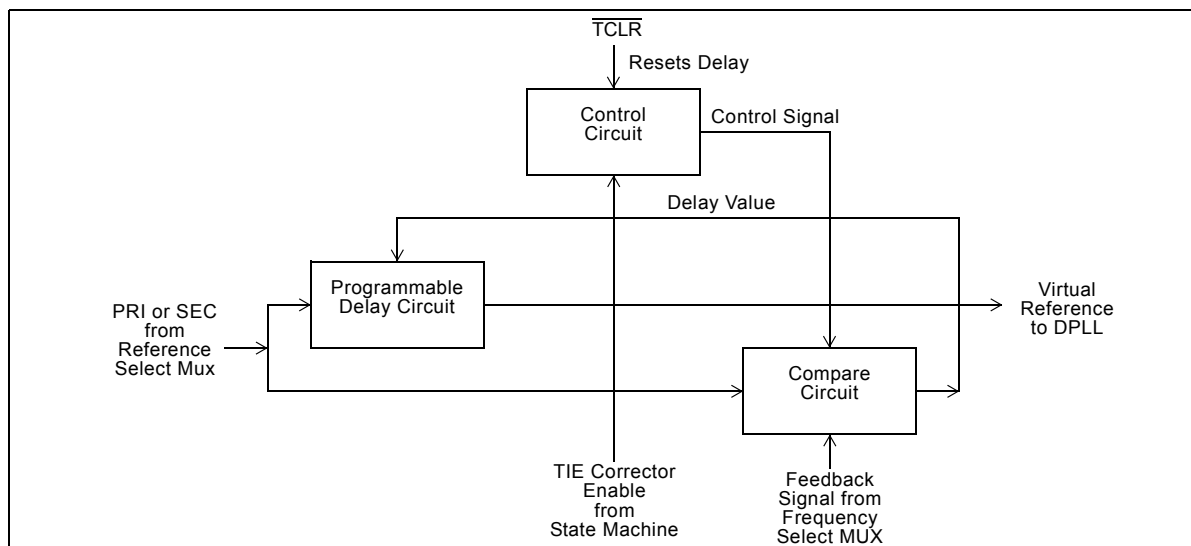 TCLR
Resets Delay
Control
Circuit
Control Signal
Delay Value
Programmable
Delay Circuit
PRI or SEC
from
Reference
Select Mux
Virtual
Reference
to DPLL
Compare
Circuit
TIE Corrector
Enable
from
State Machine
Feedback
Signal from
Frequency
Select MUX